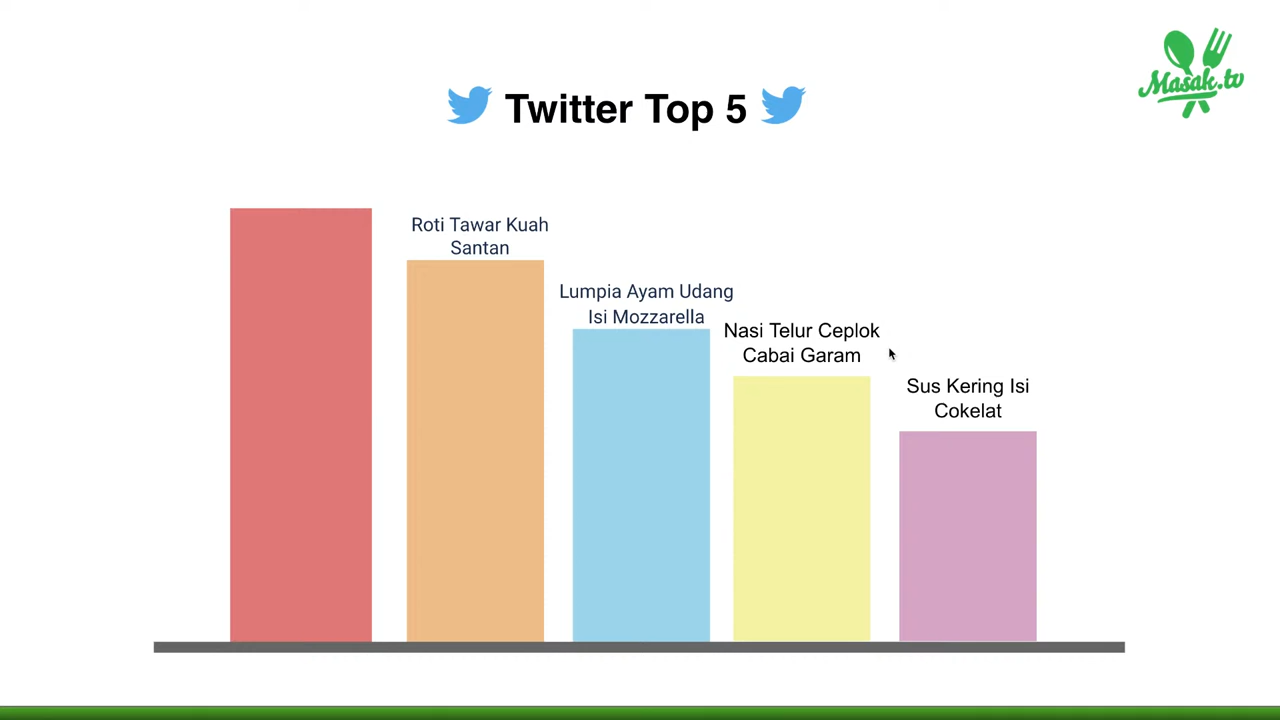 Masak.tv
Twitter Top 5
Roti Tawar Kuah
Santan
Lumpia Ayam Udang
Isi Mozzarella
Nasi Telur Ceplok
Cabai Garam
Sus Kering Isi
Cokelat